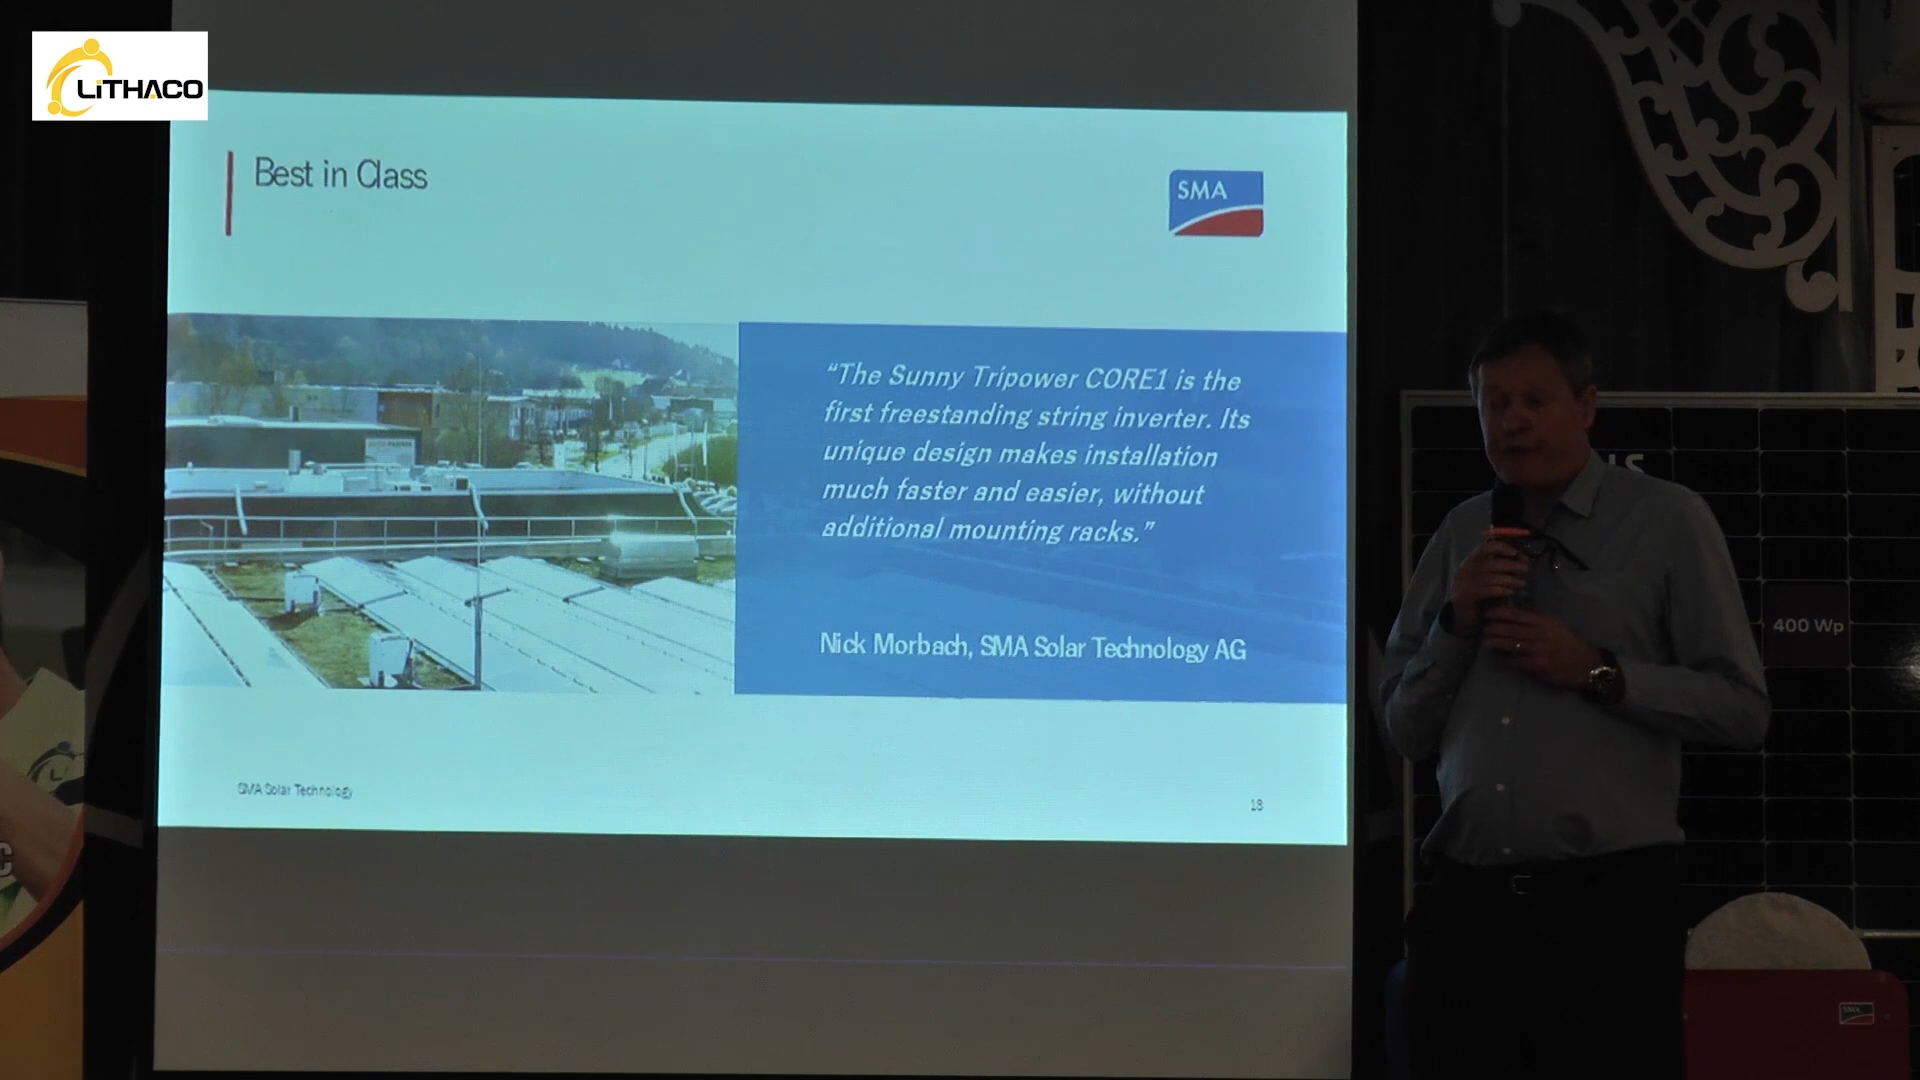 LiTHACO
Best in Class
SMA
“The Sunny Tripower CORE1 is the
first freestanding string inverter. Its
unique design makes installation
much faster and easier, without
additional mounting racks.”
Nick Morbach, SMA Solar Technology AG
SMA Solar Technology
18
400 Wp
SMA